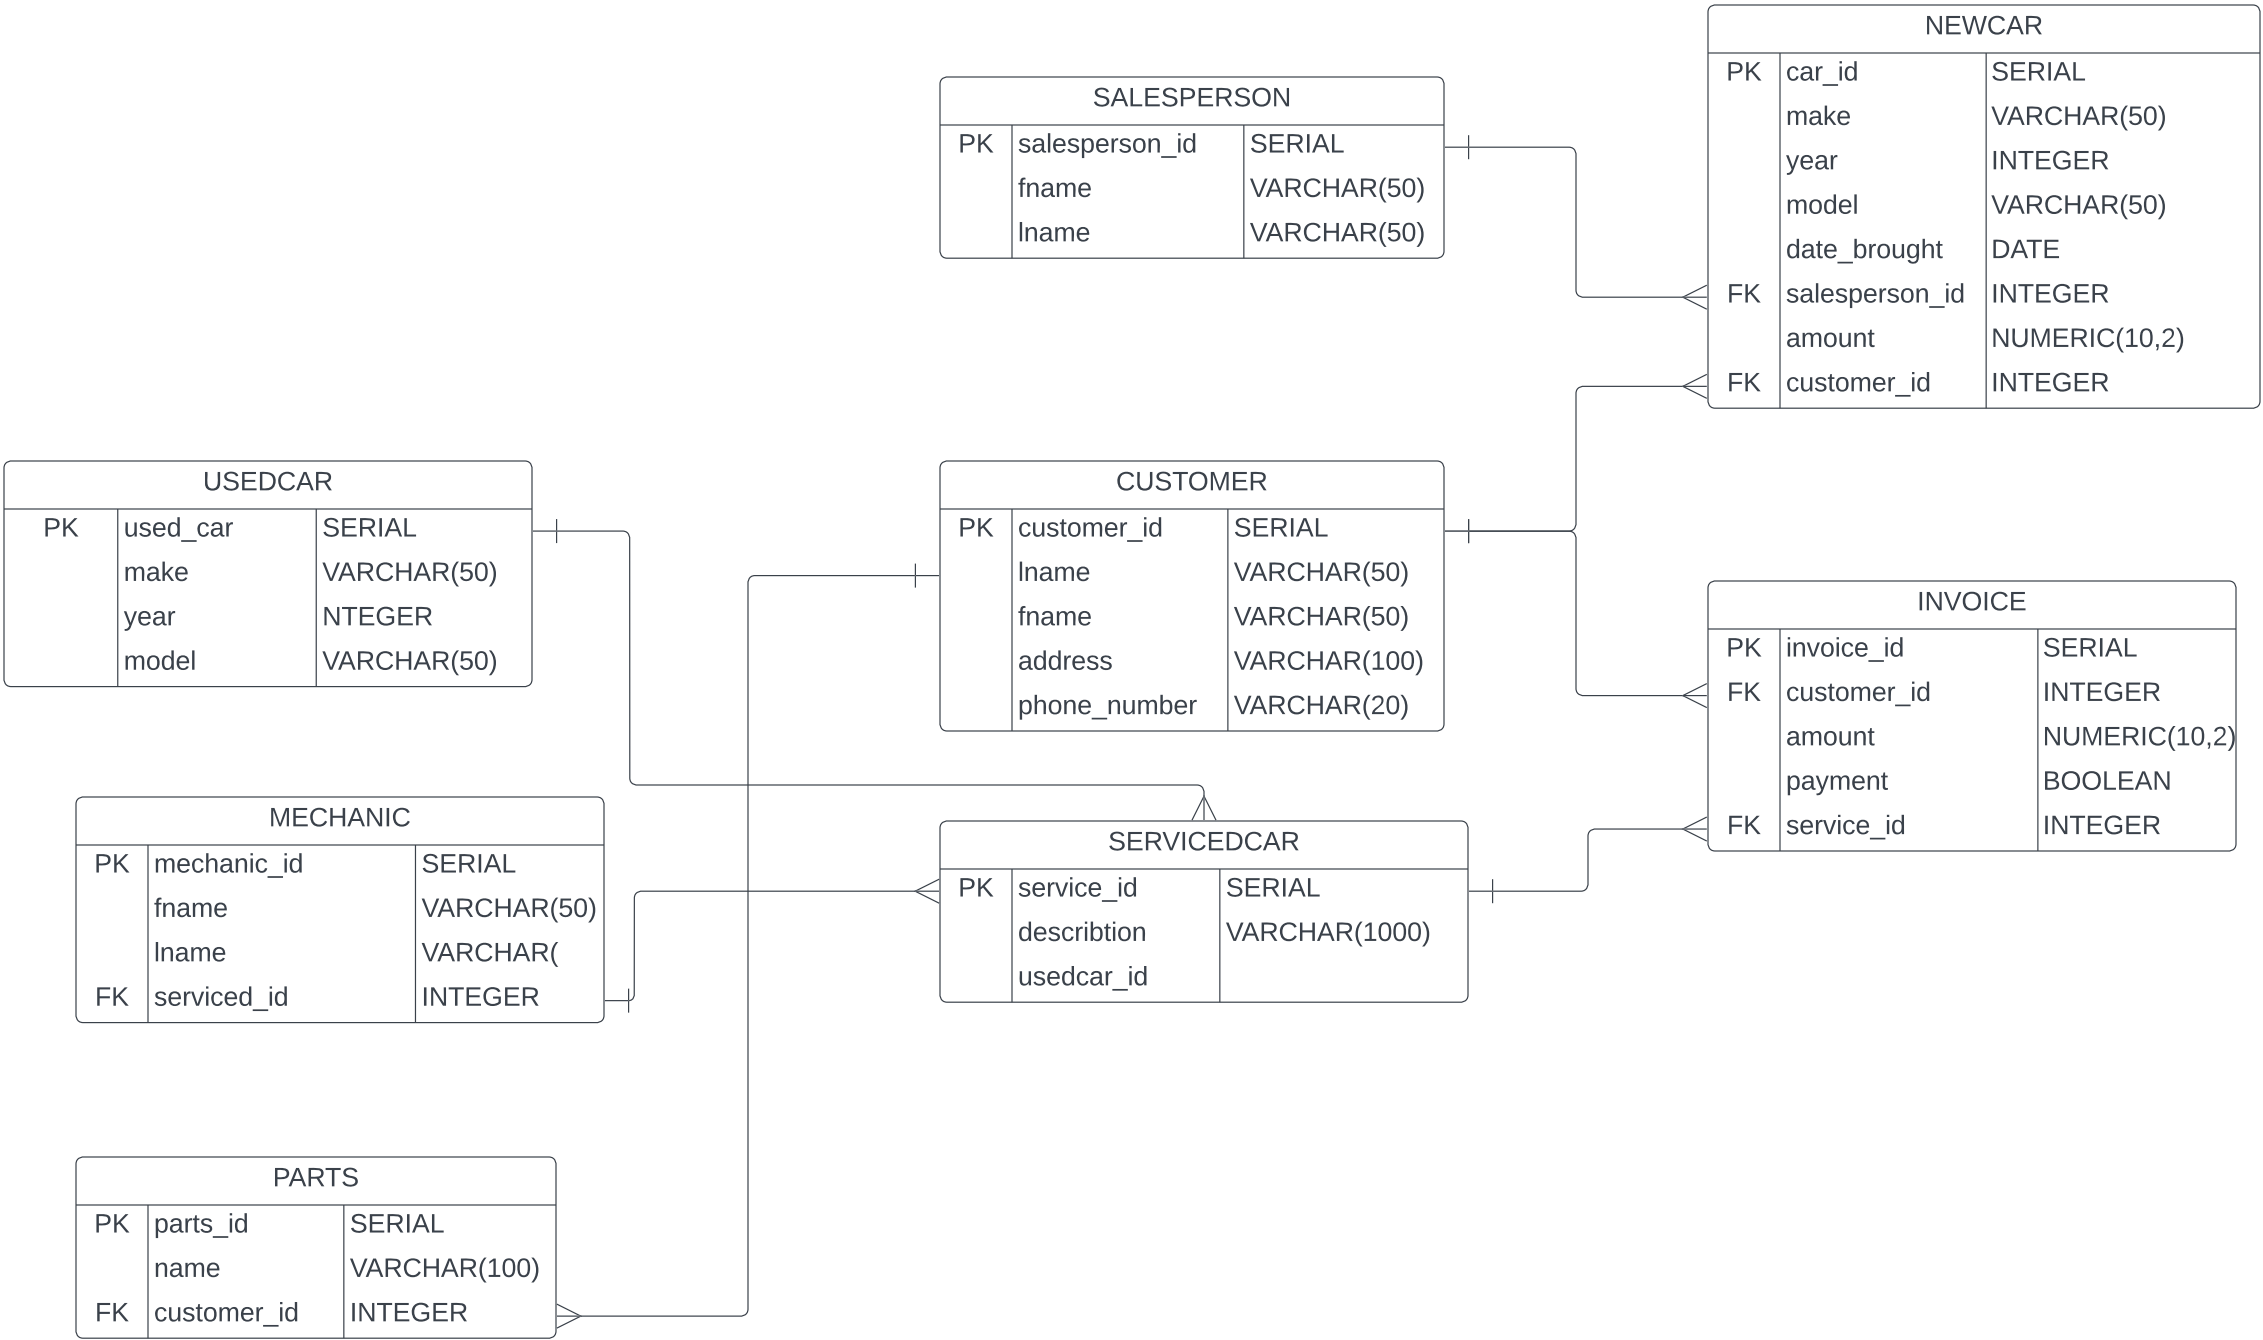 NEWCAR
PK car_id SERIAL
make VARCHAR(50)
year INTEGER
model VARCHAR(50)
date_brought DATE
FK salesperson_id INTEGER
amount NUMERIC(10,2)
FK customer_id INTEGER
SALESPERSON
PK salesperson_id SERIAL
fname VARCHAR(50)
lname VARCHAR(50)
USEDCAR
PK used_car SERIAL
make VARCHAR(50)
year NTEGER
model VARCHAR(50)
CUSTOMER
PK customer_id SERIAL
lname VARCHAR(50)
fname VARCHAR(50)
address VARCHAR(100)
phone_number VARCHAR(20)
INVOICE
PK invoice_id SERIAL
FK customer_id INTEGER
amount NUMERIC(10,2)
payment BOOLEAN
FK service_id INTEGER
MECHANIC
PK mechanic_id SERIAL
fname VARCHAR(50)
lname VARCHAR(
FK serviced_id INTEGER
SERVICEDCAR
PK service_id SERIAL
describtion VARCHAR(1000)
usedcar_id
PARTS
PK parts_id SERIAL
name VARCHAR(100)
FK customer_id INTEGER